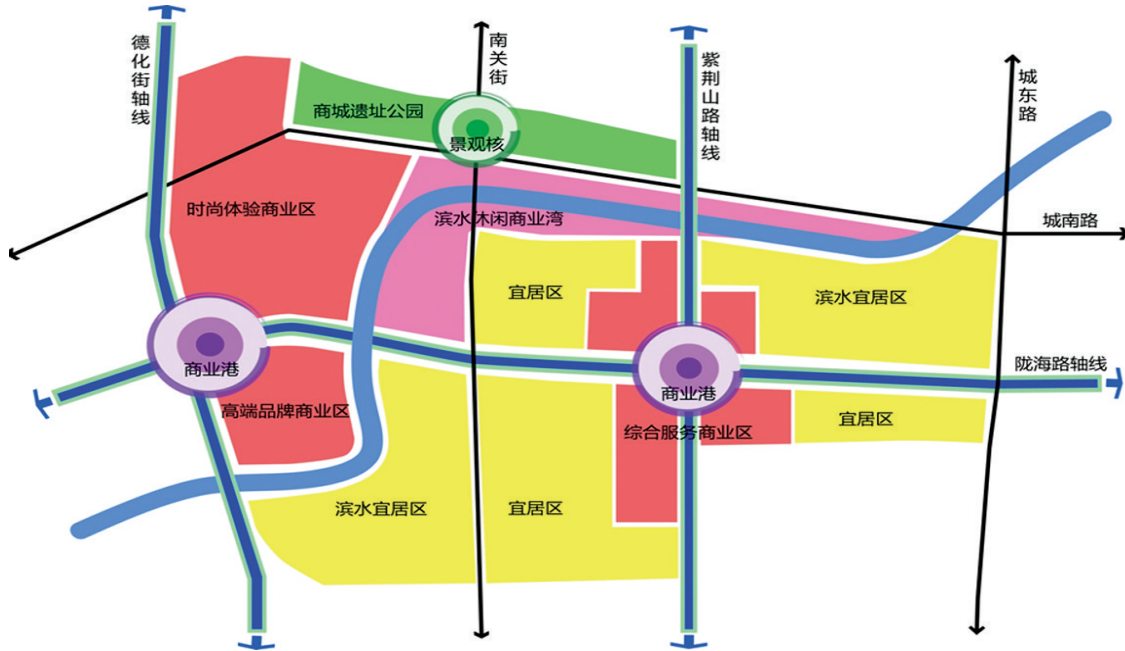 德化街轴线
南关街
紫荆山路轴线
城东路
商城遗址公园
景观核
时尚体验商业区
滨水休闲商业湾
城南路
宜居区
滨水宜居区
商业港
陇海路轴线
商业港
高端品牌商业区
综合服务商业区
宜居区
滨水宜居区
宜居区